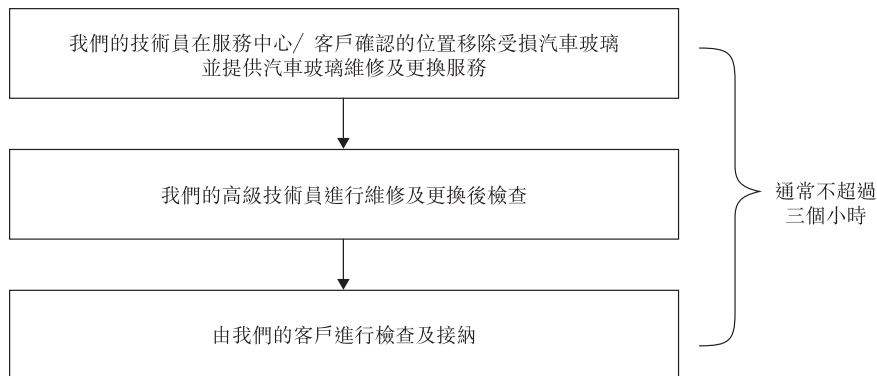 我們的技術員在服務中心/ 客戶確認的位置移除受損汽車玻璃
並提供汽車玻璃維修及更換服務
我們的高級技術員進行維修及更換後檢查
通常不超過
三個小時
由我們的客戶進行檢查及接納